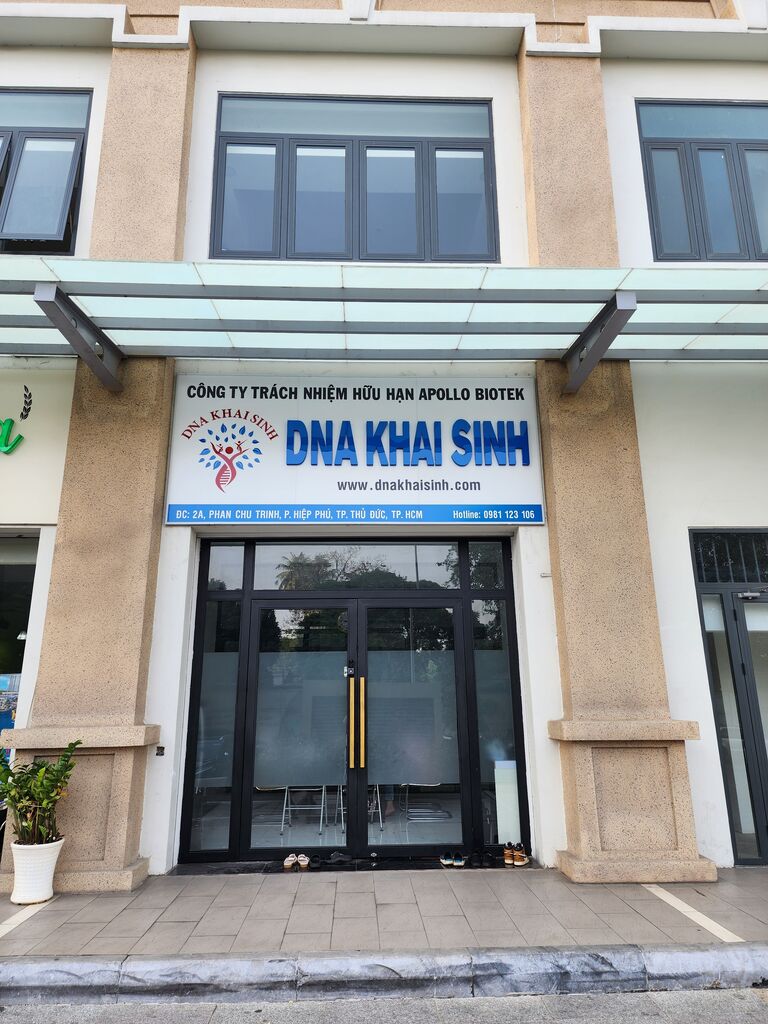 CÔNG TY TRÁCH NHIỆM HỮU HẠN APOLLO BIOTEK
DNA KHAI SINH
DNA KHAI SINH
www.dnakhaisinh.com
ĐC: 2A, PHAN CHU TRINH, P. HIỆP PHÚ, TP. THỦ ĐỨC, TP. HCM
Hotline: 0981 123 106
a